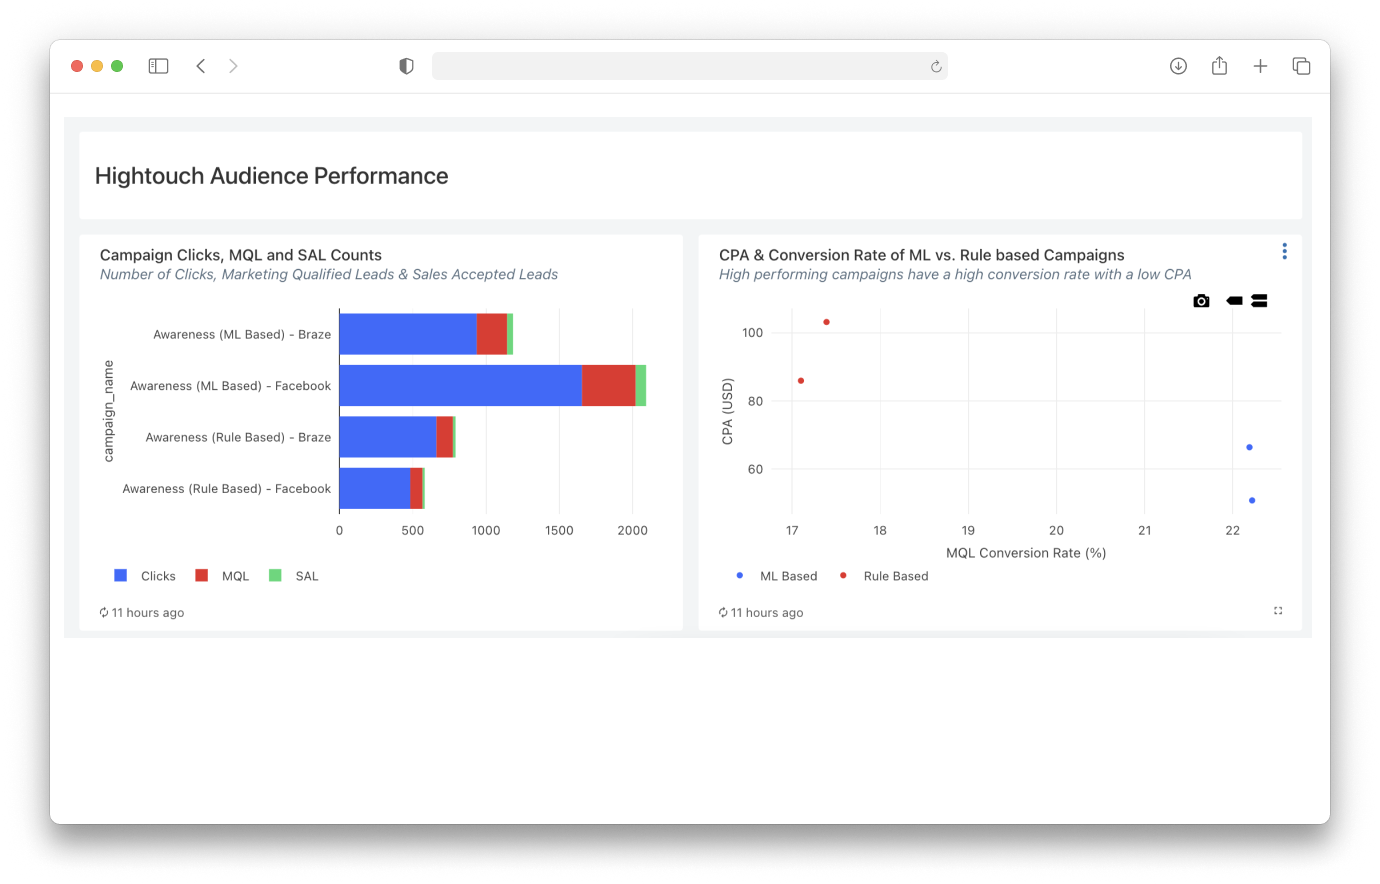 Hightouch Audience Performance
Campaign Clicks, MQL and SAL Counts
Number of Clicks, Marketing Qualified Leads & Sales Accepted Leads
campaign_name
Awareness (ML Based) - Braze
Awareness (ML Based) - Facebook
Awareness (Rule Based) - Braze
Awareness (Rule Based) - Facebook
0 500 1000 1500 2000
Clicks MQL SAL
11 hours ago
CPA & Conversion Rate of ML vs. Rule based Campaigns
High performing campaigns have a high conversion rate with a low CPA
CPA (USD)
100
80
60
17 18 19 20 21 22
MQL Conversion Rate (%)
ML Based Rule Based
11 hours ago